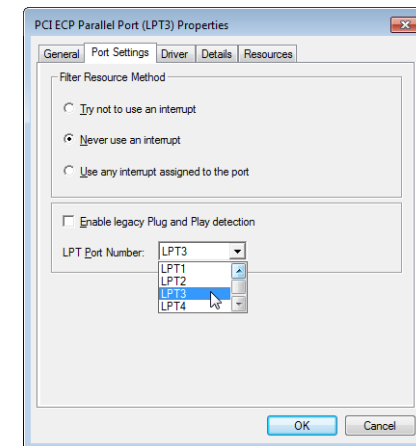 PCI ECP Parallel Port (LPT3) Properties
General Port Settings Driver Details Resources
Filter Resource Method
Try not to use an interrupt
Never use an interrupt
Use any interrupt assigned to the port
Enable legacy Plug and Play detection
LPT Port Number: LPT3
LPT1
LPT2
LPT3
LPT4
OK Cancel